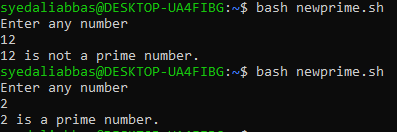 syedaliabbas@DESKTOP-UA4FIBG:~$ bash newprime.sh
Enter any number
12
12 is not a prime number.
syedaliabbas@DESKTOP-UA4FIBG:~$ bash newprime.sh
Enter any number
2
2 is a prime number.